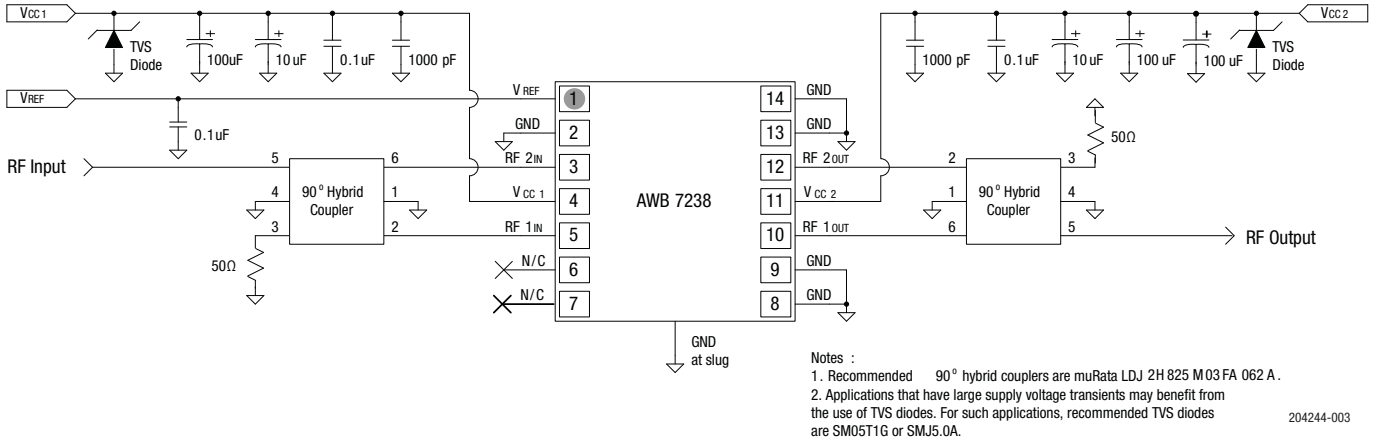 VCC 1
VCC 2
TVS
Diode
+
100uF
+
10 uF
0.1uF
1000 pF
1000 pF
0.1uF
+
10 uF
+
100 uF
+
100 uF
TVS
Diode
VREF
0.1uF
V REF
1
GND
2
RF Input
5
6
RF 2IN
3
4
90° Hybrid
Coupler
1
V CC 1
4
3
2
RF 1IN
5
50Ω
N/C
6
N/C
7
AWB 7238
14
GND
13
GND
12
RF 2OUT
2
3
50Ω
11
V CC 2
1
90° Hybrid
Coupler
4
10
RF 1OUT
6
5
RF Output
9
GND
8
GND
GND
at slug
Notes :
1. Recommended 90° hybrid couplers are muRata LDJ 2H 825 M 03 FA 062 A .
2. Applications that have large supply voltage transients may benefit from
the use of TVS diodes. For such applications, recommended TVS diodes
are SM05T1G or SMJ5.0A.
204244-003